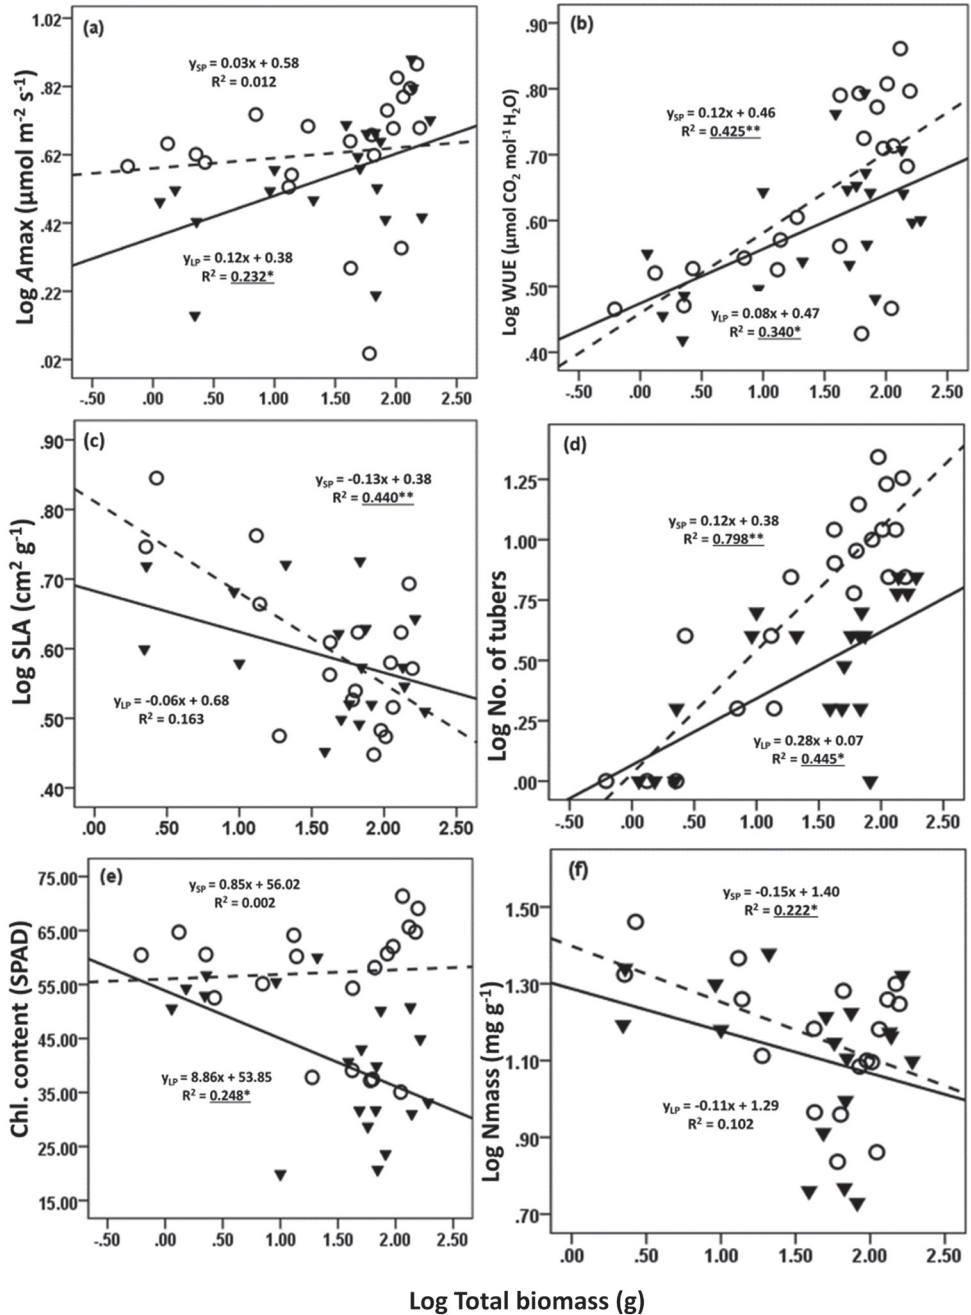 (a)
1.02
.82
.62
.42
.22
.02
Log Amax (µmol m⁻² s⁻¹)
ySP = 0.03x + 0.58
R² = 0.012
yLP = 0.12x + 0.38
R² = 0.232*
-.50 .00 .50 1.00 1.50 2.00 2.50
(b)
.90
.80
.70
.60
.50
.40
Log WUE (µmol CO₂ mol⁻¹ H₂O)
ySP = 0.12x + 0.46
R² = 0.425**
yLP = 0.08x + 0.47
R² = 0.340*
-.50 .00 .50 1.00 1.50 2.00 2.50
(c)
.90
.80
.70
.60
.50
.40
Log SLA (cm² g⁻¹)
ySP = -0.13x + 0.38
R² = 0.440**
yLP = -0.06x + 0.68
R² = 0.163
.00 .50 1.00 1.50 2.00 2.50
(d)
1.25
1.00
.75
.50
.25
.00
Log No. of tubers
ySP = 0.12x + 0.38
R² = 0.798**
yLP = 0.28x + 0.07
R² = 0.445*
-.50 .00 .50 1.00 1.50 2.00 2.50
(e)
75.00
65.00
55.00
45.00
35.00
25.00
15.00
Chl. content (SPAD)
ySP = 0.85x + 56.02
R² = 0.002
yLP = 8.86x + 53.85
R² = 0.248*
-.50 .00 .50 1.00 1.50 2.00 2.50
(f)
1.50
1.30
1.10
.90
.70
Log Nmass (mg g⁻¹)
ySP = -0.15x + 1.40
R² = 0.222*
yLP = -0.11x + 1.29
R² = 0.102
.00 .50 1.00 1.50 2.00 2.50
Log Total biomass (g)